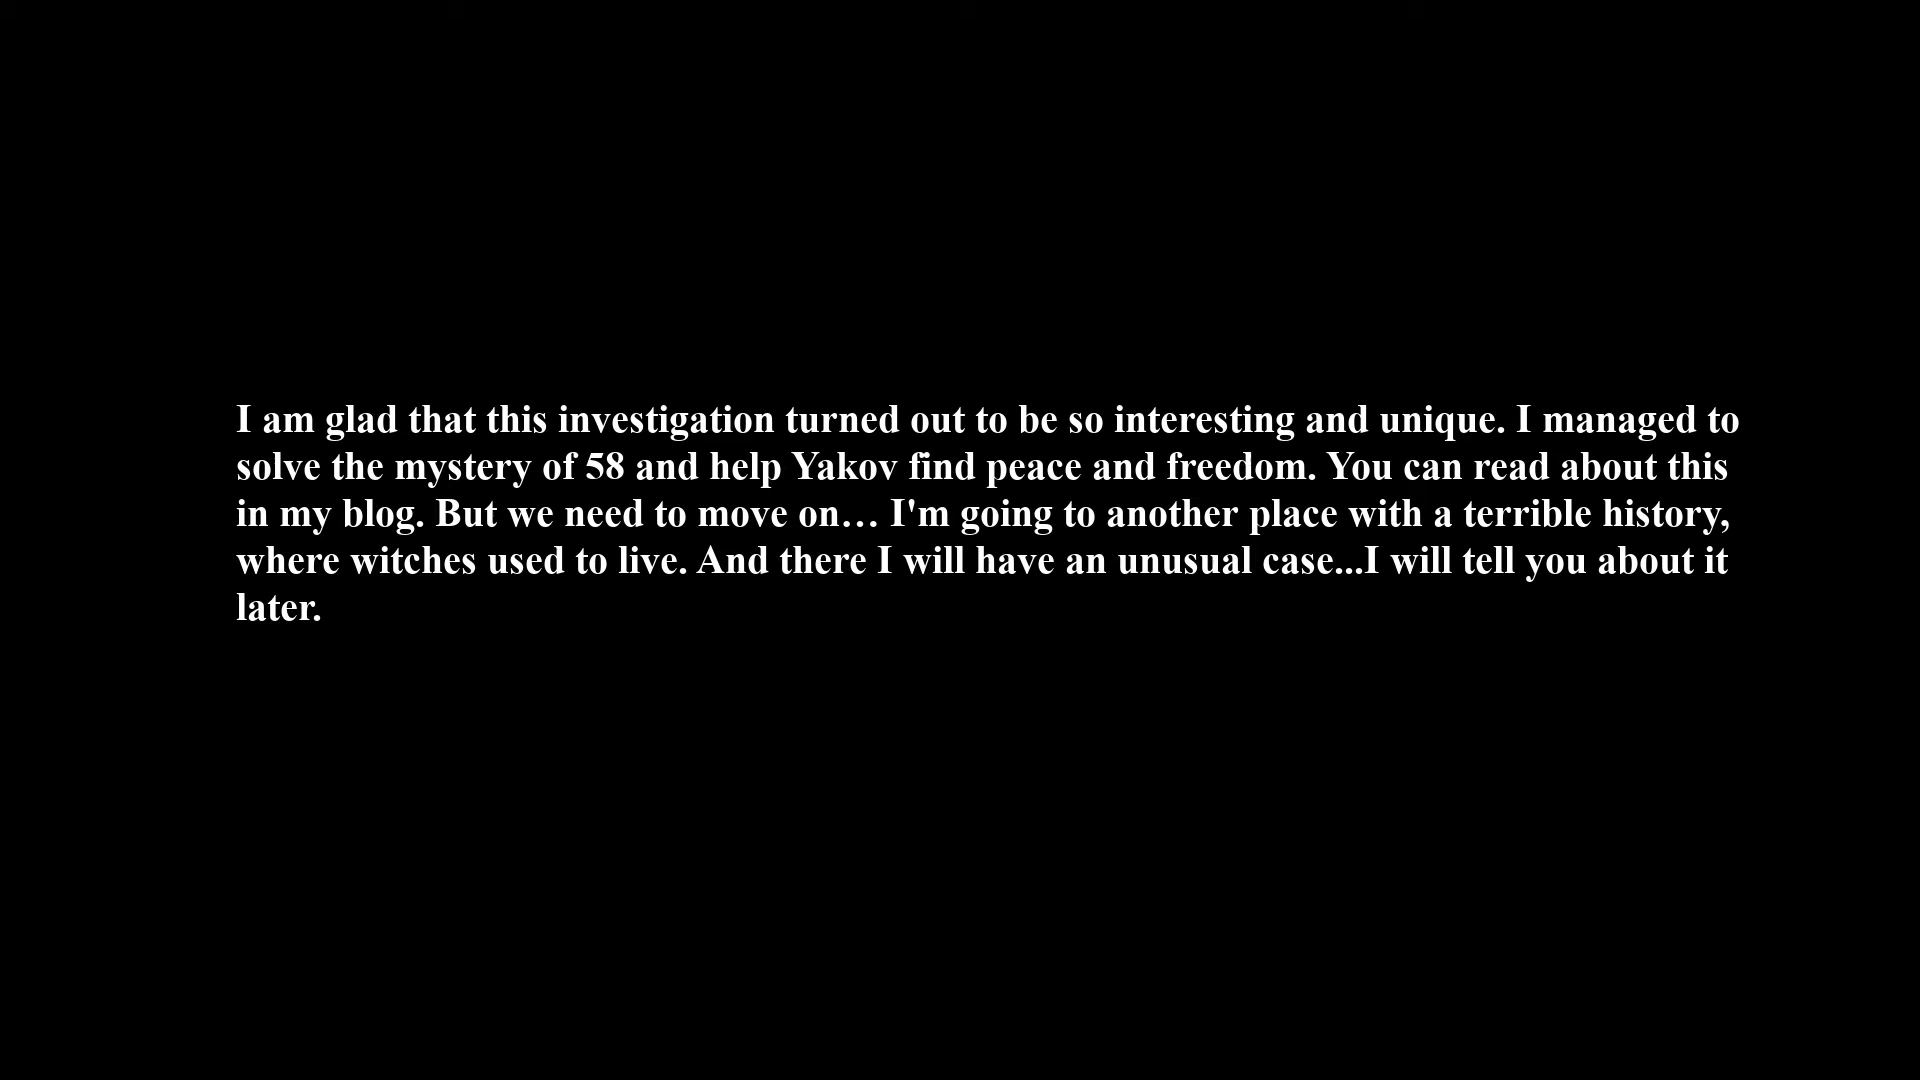 I am glad that this investigation turned out to be so interesting and unique. I managed to
solve the mystery of 58 and help Yakov find peace and freedom. You can read about this
in my blog. But we need to move on… I'm going to another place with a terrible history,
where witches used to live. And there I will have an unusual case...I will tell you about it
later.